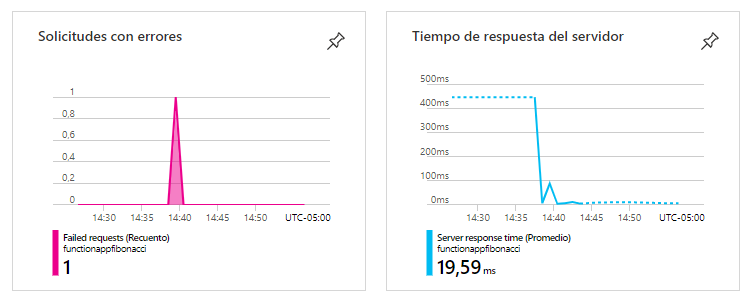 Solicitudes con errores
1
0,8
0,6
0,4
0,2
0
14:30 14:35 14:40 14:45 14:50 UTC-05:00
Failed requests (Recuento)
functionappfibonacci
1
Tiempo de respuesta del servidor
500ms
400ms
300ms
200ms
100ms
0ms
14:30 14:35 14:40 14:45 14:50 UTC-05:00
Server response time (Promedio)
functionappfibonacci
19,59 ms